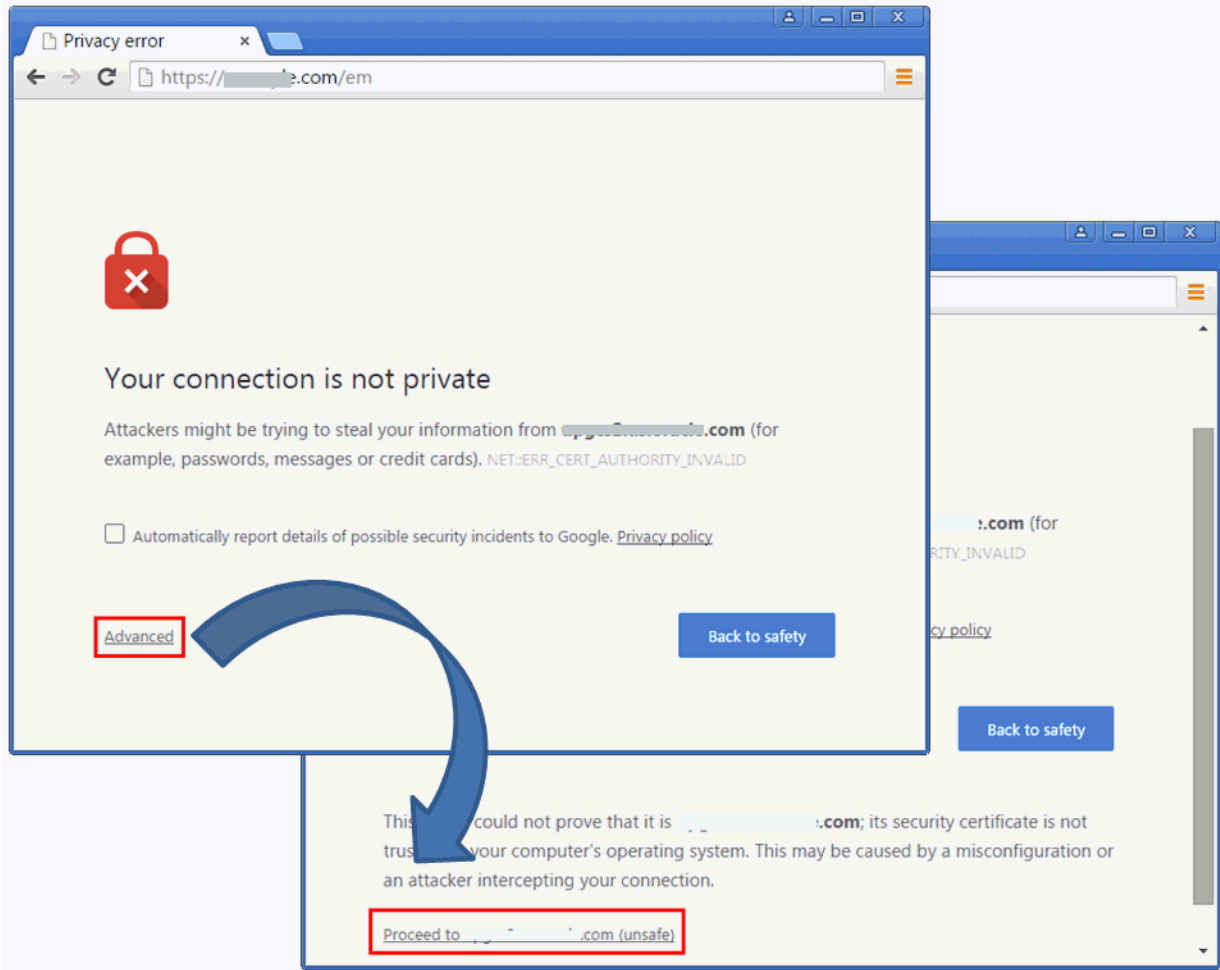 Privacy error
https:// .com/em
Your connection is not private
Attackers might be trying to steal your information from .com (for
example, passwords, messages or credit cards). NET::ERR_CERT_AUTHORITY_INVALID
Automatically report details of possible security incidents to Google. Privacy policy
Advanced
Back to safety
.com (for
RITY_INVALID
cy policy
Back to safety
This could not prove that it is .com; its security certificate is not
your computer's operating system. This may be caused by a misconfiguration or
an attacker intercepting your connection.
Proceed to .com (unsafe)